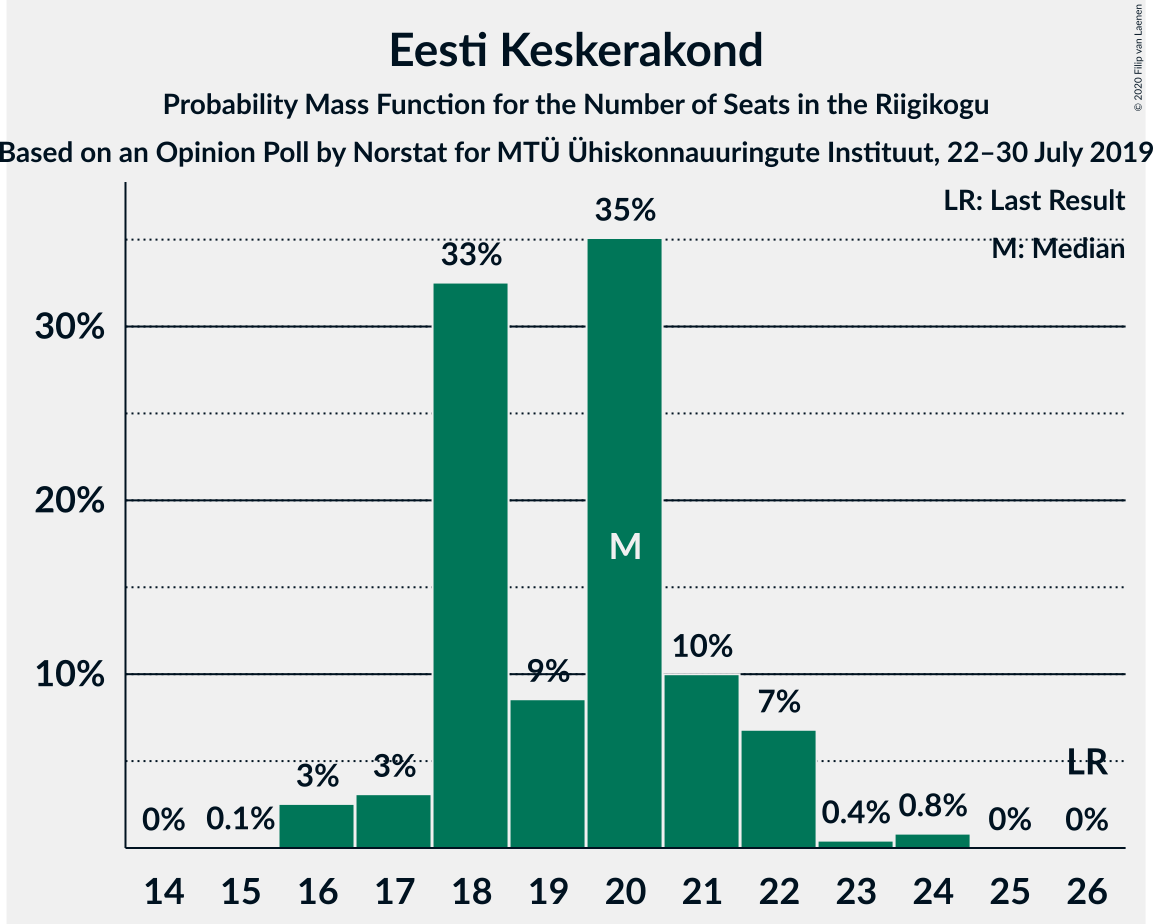 Eesti Keskerakond
Probability Mass Function for the Number of Seats in the Riigikogu
Based on an Opinion Poll by Norstat for MTÜ Ühiskonnauuringute Instituut, 22–30 July 2019
© 2020 Filip van Laenen
LR: Last Result
M: Median
35%
33%
30%
20%
M
10%
10%
9%
7%
LR
3%
3%
0%
0.1%
0.4%
0.8%
0%
0%
14 15 16 17 18 19 20 21 22 23 24 25 26